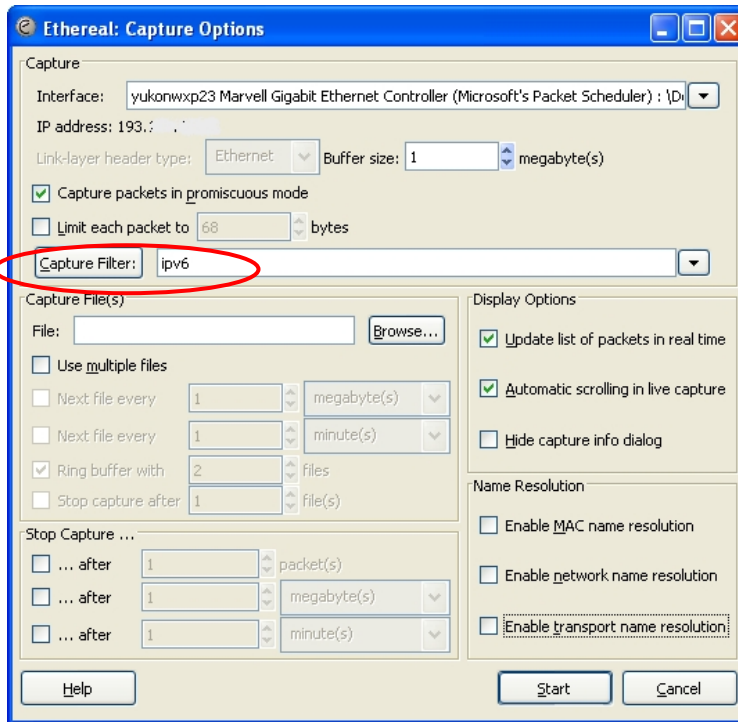 Ethereal: Capture Options
Capture
Interface: yukonwxp23 Marvell Gigabit Ethernet Controller (Microsoft's Packet Scheduler) : \D
IP address: 193.
Link-layer header type: Ethernet Buffer size: 1 megabyte(s)
Capture packets in promiscuous mode
Limit each packet to 68 bytes
Capture Filter: ipv6
Capture File(s)
File: Browse...
Use multiple files
Next file every 1 megabyte(s)
Next file every 1 minute(s)
Ring buffer with 2 files
Stop capture after 1 file(s)
Stop Capture ...
... after 1 packet(s)
... after 1 megabyte(s)
... after 1 minute(s)
Display Options
Update list of packets in real time
Automatic scrolling in live capture
Hide capture info dialog
Name Resolution
Enable MAC name resolution
Enable network name resolution
Enable transport name resolution
Help Start Cancel